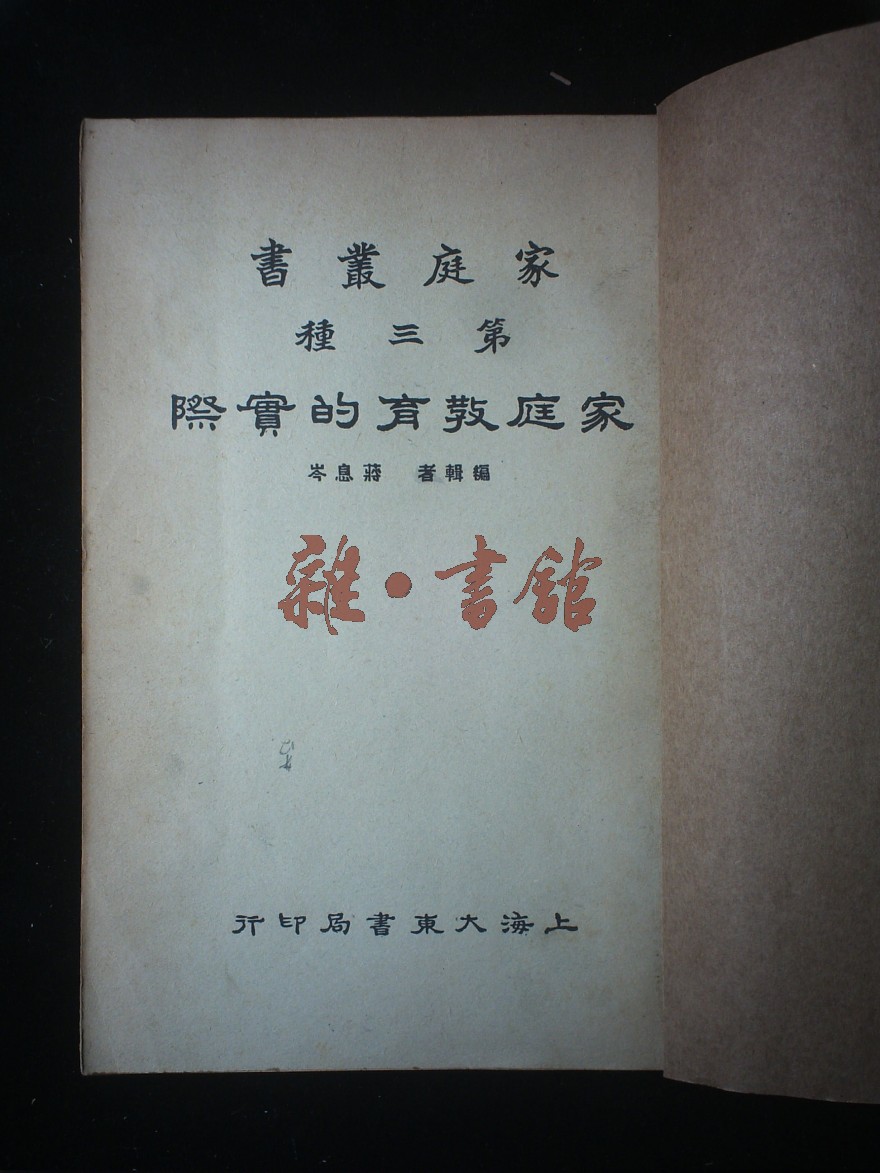 家庭叢書
第三種
家庭教育的實際
編輯者 蔣息岑
雜·書館
上海大東書局印行